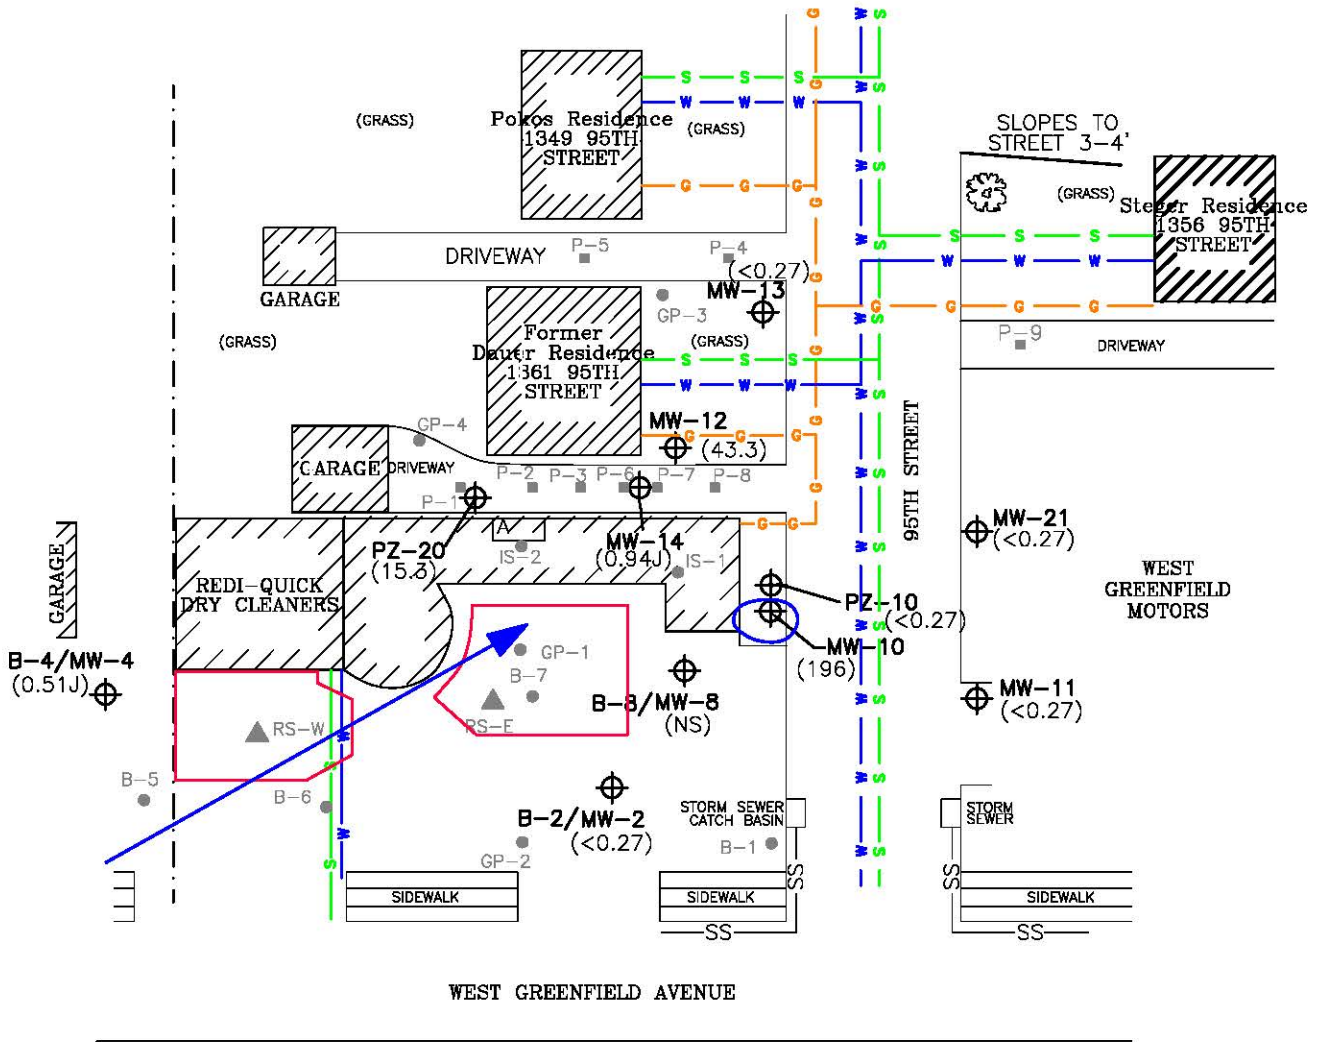 G
W
S
S
S
S
G
W
W
W
W
S
(GRASS)
Pokos Residence
1349 95TH
STREET
(GRASS)
SLOPES TO
STREET 3-4'
W
S
G
G
G
G
(GRASS)
Steger Residence
1356 95TH
STREET
S
S
S
W
S
W
W
W
DRIVEWAY
P-5
P-4
(<0.27)
G
GARAGE
MW-13
GP-3
G
G
G
G
W
S
P-9
DRIVEWAY
(GRASS)
Former
Dauer Residence
1361 95TH
STREET
(GRASS)
G
S
S
S
W
W
W
W
S
GP-4
MW-12
(43.3)
G
G
G
G
95TH STREET
GARAGE
DRIVEWAY
P-1
P-2
P-3
P-6
P-7
P-8
W
S
G
G
G
A
MW-21
(<0.27)
GARAGE
PZ-20
(15.3)
IS-2
MW-14
(0.94J)
IS-1
W
S
WEST
GREENFIELD
MOTORS
REDI-QUICK
DRY CLEANERS
PZ-10
(<0.27)
W
S
MW-10
(196)
B-4/MW-4
(0.51J)
GP-1
B-7
B-8/MW-8
(NS)
RS-E
RS-W
W
S
W
S
MW-11
(<0.27)
B-5
B-6
W
S
W
S
B-2/MW-2
(<0.27)
GP-2
STORM SEWER
CATCH BASIN
B-1
STORM
SEWER
W
S
SS
SS
SIDEWALK
SIDEWALK
SIDEWALK
SS
SS
WEST GREENFIELD AVENUE